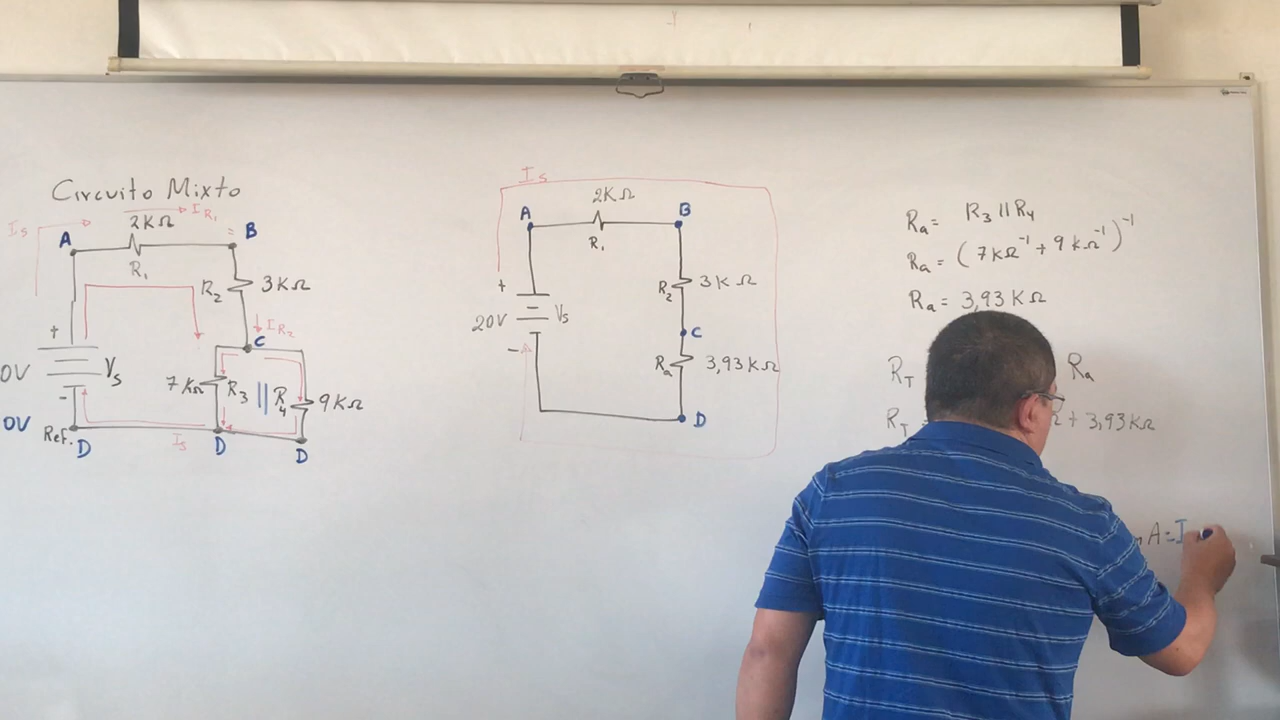 Circuito Mixto
Is
IR₁
2KΩ
A
B
R₁
R₂
3KΩ
IR₂
C
+
0V
Vs
7KΩ
R₃
||
R₄
9KΩ
-
0V
Ref.
D
Is
D
D
Is
2KΩ
A
B
R₁
+
R₂
3KΩ
20V
Vs
C
-
Ra
3,93KΩ
D
Ra = R₃ || R₄
Ra = (7kΩ⁻¹ + 9kΩ⁻¹)⁻¹
Ra = 3,93 KΩ
RT Ra
RT + 3,93KΩ
A = I